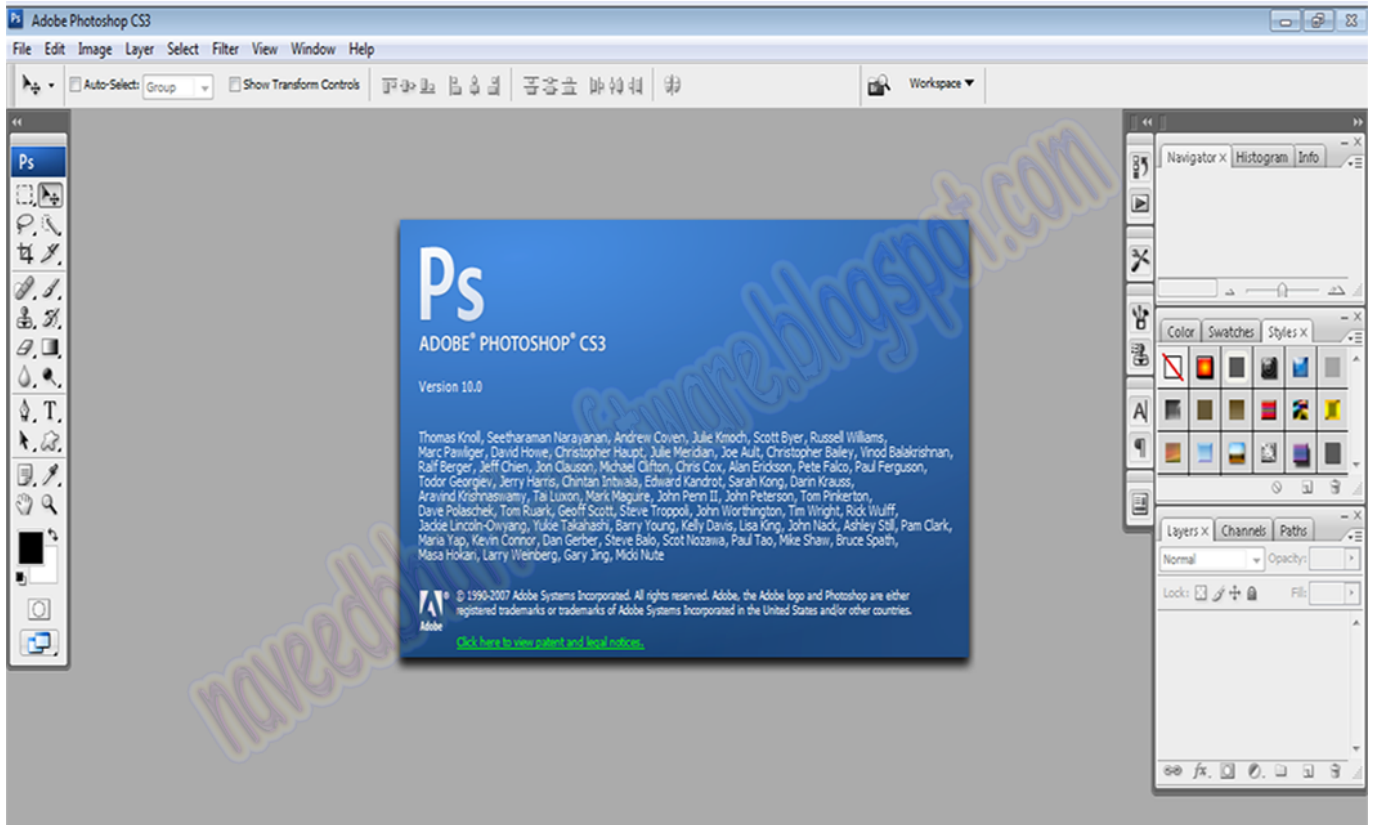 Ps Adobe Photoshop CS3
File Edit Image Layer Select Filter View Window Help
Auto-Select: Group Show Transform Controls Workspace
Ps
Navigator Histogram Info
Color Swatches Styles
Layers Channels Paths
Normal Opacity:
Lock: Fill:
Ps
ADOBE® PHOTOSHOP® CS3
Version 10.0
Thomas Knoll, Seetharaman Narayanan, Andrew Coven, Julie Kmoch, Scott Byer, Russell Williams,
Marc Pawliger, David Howe, Christopher Haupt, Julie Meridian, Joe Ault, Christopher Bailey, Vinod Balakrishnan,
Ralf Berger, Jeff Chien, Jon Clauson, Michael Clifton, Chris Cox, Alan Erickson, Pete Falco, Paul Ferguson,
Todor Georgiev, Jerry Harris, Chintan Intwala, Edward Kandrot, Sarah Kong, Darin Krauss,
Aravind Krishnaswamy, Tai Luxon, Mark Maguire, John Penn II, John Peterson, Tom Pinkerton,
Dave Polaschek, Tom Ruark, Geoff Scott, Steve Troppoli, John Worthington, Tim Wright, Rick Wulff,
Jackie Lincoln-Owyang, Yukie Takahashi, Barry Young, Kelly Davis, Lisa King, John Nack, Ashley Still, Pam Clark,
Maria Yap, Kevin Connor, Dan Gerber, Steve Balo, Scot Nozawa, Paul Tao, Mike Shaw, Bruce Spath,
Masa Hokari, Larry Weinberg, Gary Jing, Micki Nute
© 1990-2007 Adobe Systems Incorporated. All rights reserved. Adobe, the Adobe logo and Photoshop are either
registered trademarks or trademarks of Adobe Systems Incorporated in the United States and/or other countries.
Adobe
Click here to view patent and legal notices.